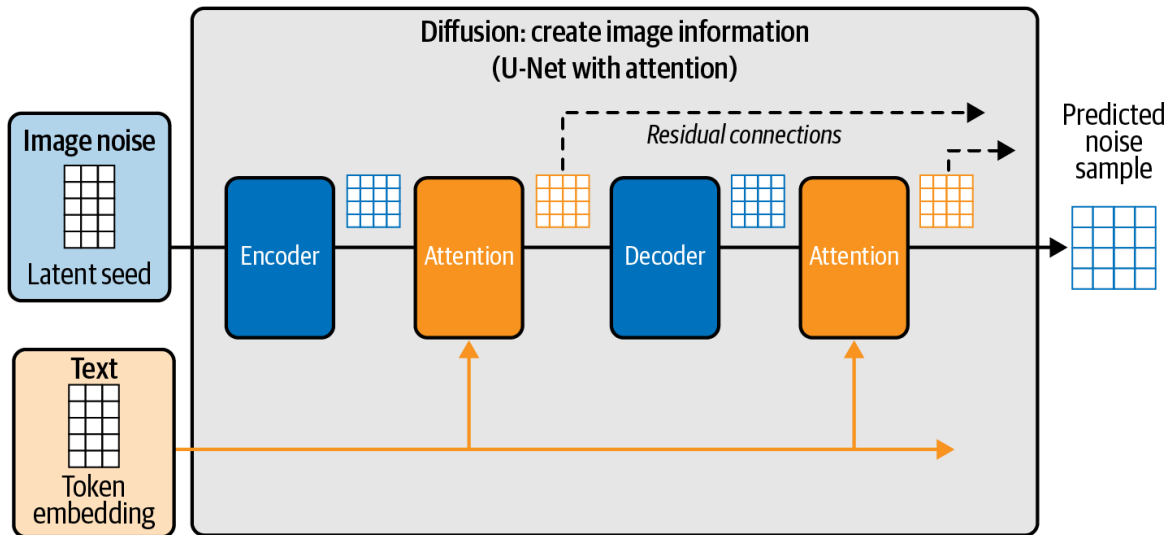 Diffusion: create image information
(U-Net with attention)
Image noise
Latent seed
Residual connections
Predicted
noise
sample
Encoder
Attention
Decoder
Attention
Text
Token
embedding